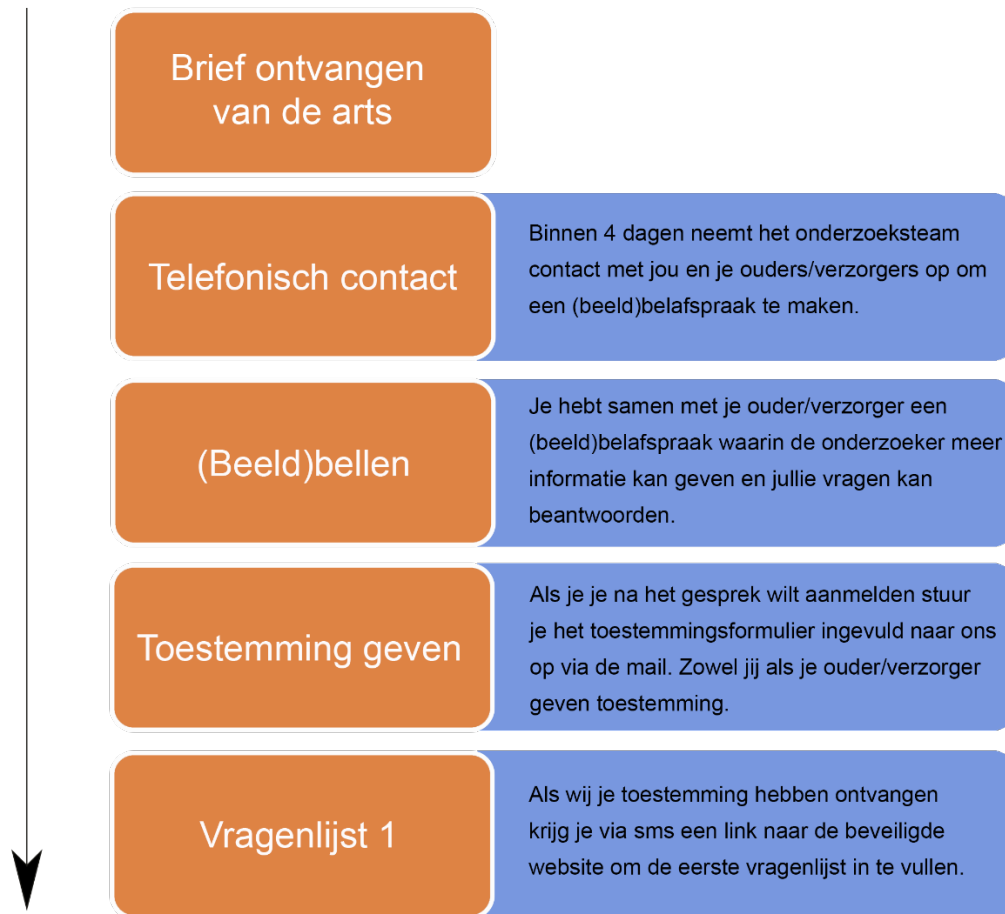 Brief ontvangen
van de arts
Telefonisch contact
Binnen 4 dagen neemt het onderzoeksteam
contact met jou en je ouders/verzorgers op om
een (beeld)belafspraak te maken.
(Beeld)bellen
Je hebt samen met je ouder/verzorger een
(beeld)belafspraak waarin de onderzoeker meer
informatie kan geven en jullie vragen kan
beantwoorden.
Toestemming geven
Als je je na het gesprek wilt aanmelden stuur
je het toestemmingsformulier ingevuld naar ons
op via de mail. Zowel jij als je ouder/verzorger
geven toestemming.
Vragenlijst 1
Als wij je toestemming hebben ontvangen
krijg je via sms een link naar de beveiligde
website om de eerste vragenlijst in te vullen.